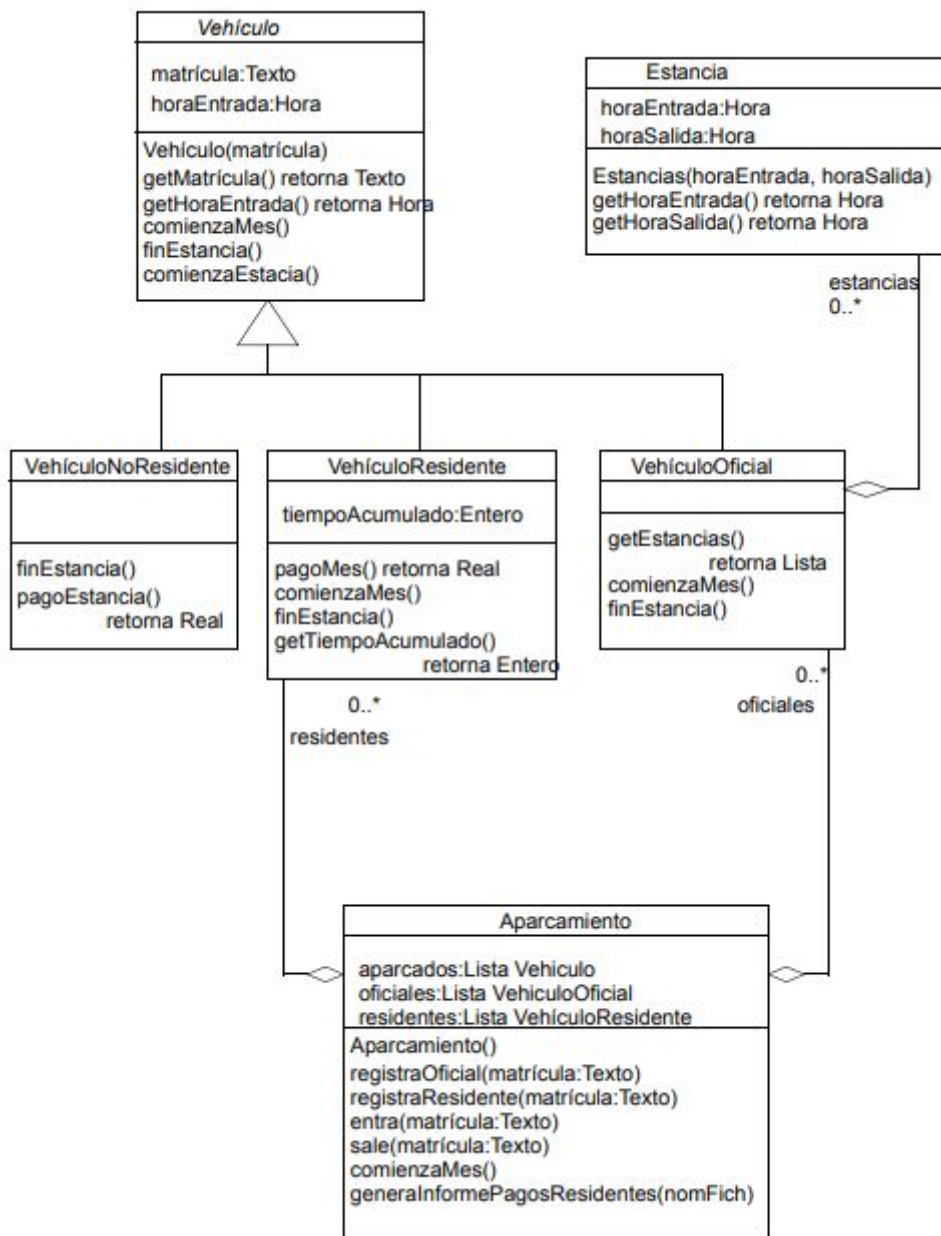 Vehículo
matrícula:Texto
horaEntrada:Hora
Vehículo(matrícula)
getMatrícula() retorna Texto
getHoraEntrada() retorna Hora
comienzaMes()
finEstancia()
comienzaEstacia()
Estancia
horaEntrada:Hora
horaSalida:Hora
Estancias(horaEntrada, horaSalida)
getHoraEntrada() retorna Hora
getHoraSalida() retorna Hora
estancias
0..*
VehículoNoResidente
finEstancia()
pagoEstancia()
retorna Real
VehículoResidente
tiempoAcumulado:Entero
pagoMes() retorna Real
comienzaMes()
finEstancia()
getTiempoAcumulado()
retorna Entero
VehículoOficial
getEstancias()
retorna Lista
comienzaMes()
finEstancia()
0..*
residentes
0..*
oficiales
Aparcamiento
aparcados:Lista Vehiculo
oficiales:Lista VehiculoOficial
residentes:Lista VehículoResidente
Aparcamiento()
registraOficial(matrícula:Texto)
registraResidente(matrícula:Texto)
entra(matrícula:Texto)
sale(matrícula:Texto)
comienzaMes()
generaInformePagosResidentes(nomFich)